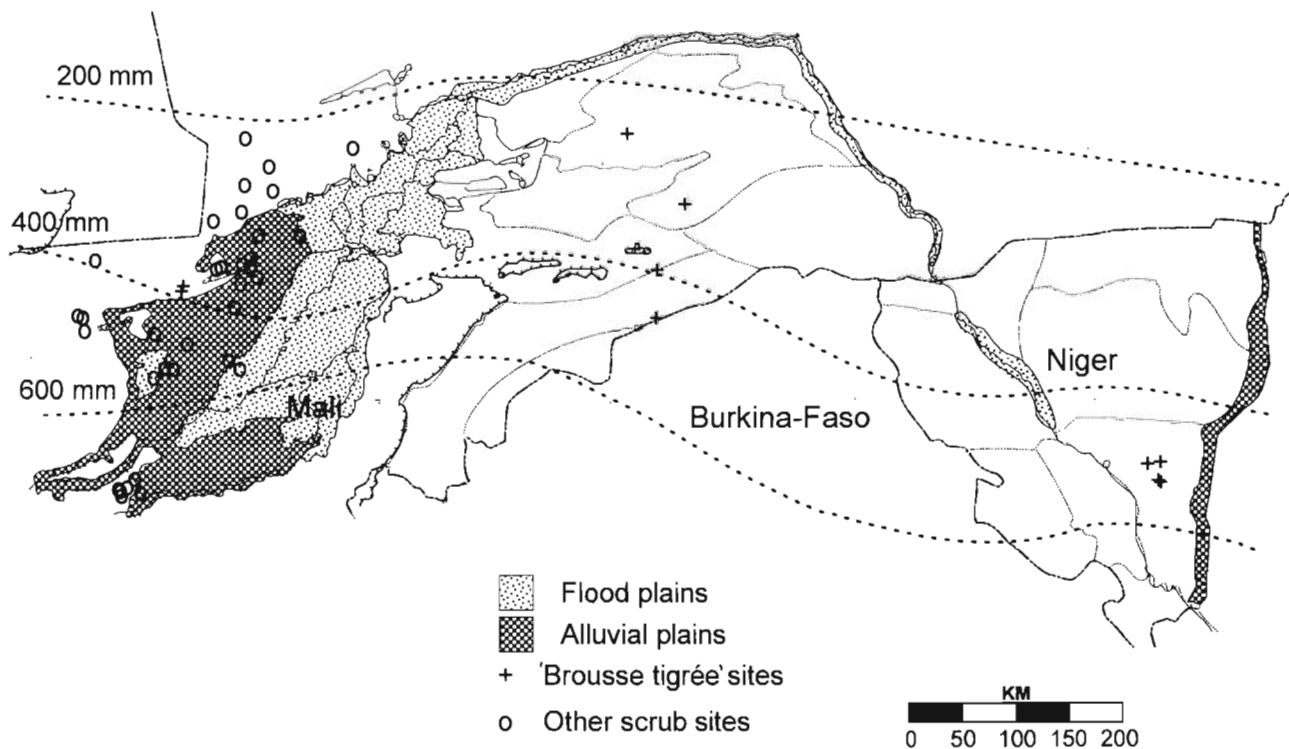 200 mm
400 mm
600 mm
Mali
Niger
Burkina-Faso
Flood plains
Alluvial plains
+ 'Brousse tigrée' sites
o Other scrub sites
KM
0 50 100 150 200